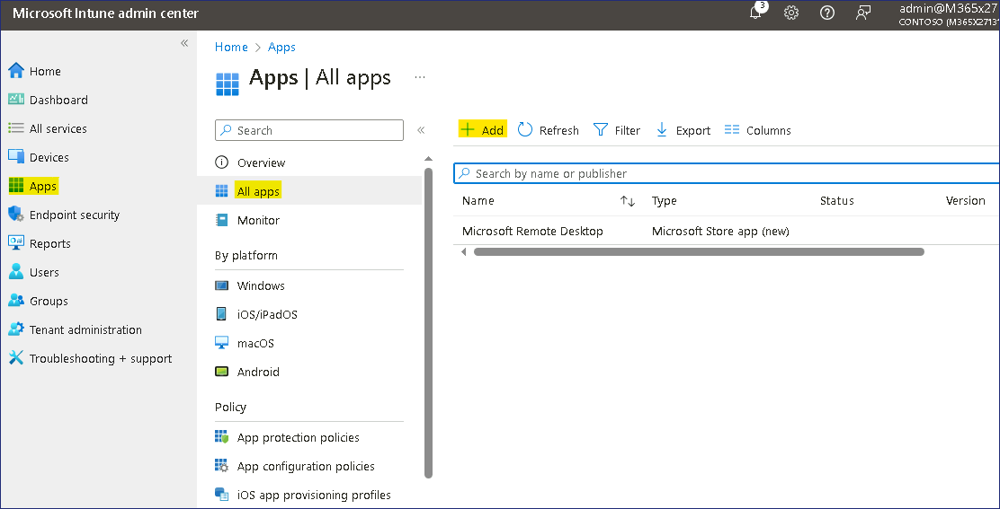 Microsoft Intune admin center
3
admin@M365x27
CONTOSO (M365X2713
Home
Dashboard
All services
Devices
Apps
Endpoint security
Reports
Users
Groups
Tenant administration
Troubleshooting + support
Home > Apps
Apps | All apps
Search
Overview
All apps
Monitor
By platform
Windows
iOS/iPadOS
macOS
Android
Policy
App protection policies
App configuration policies
iOS app provisioning profiles
Add Refresh Filter Export Columns
Search by name or publisher
Name Type Status Version
Microsoft Remote Desktop Microsoft Store app (new)